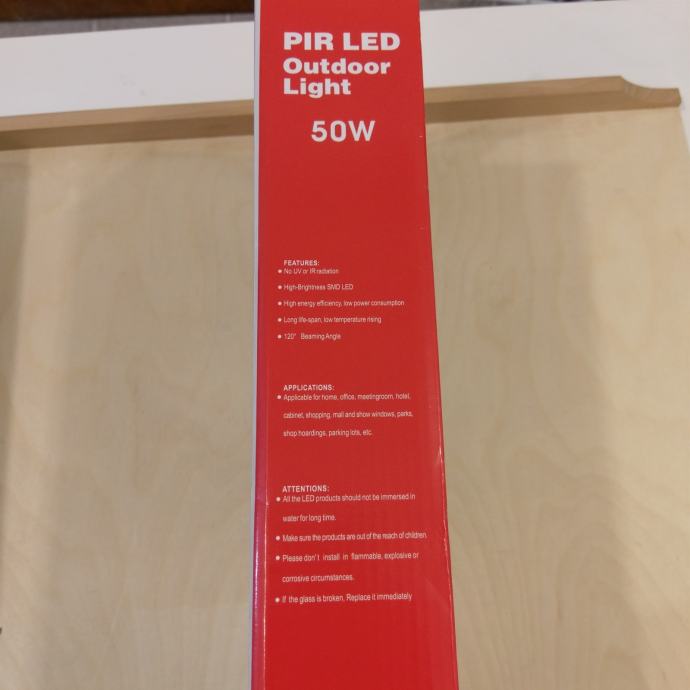 PIR LED
Outdoor
Light
50W
FEATURES:
● No UV or IR radiation
● High-Brightness SMD LED
● High energy efficiency, low power consumption
● Long life-span, low temperature rising
● 120° Beaming Angle
APPLICATIONS:
● Applicable for home, office, meetingroom, hotel,
cabinet, shopping, mall and show windows, parks,
shop hoardings, parking lots, etc.
ATTENTIONS:
● All the LED products should not be immersed in
water for long time.
● Make sure the products are out of the reach of children.
● Please don't install in flammable, explosive or
corrosive circumstances.
● If the glass is broken, Replace it immediately